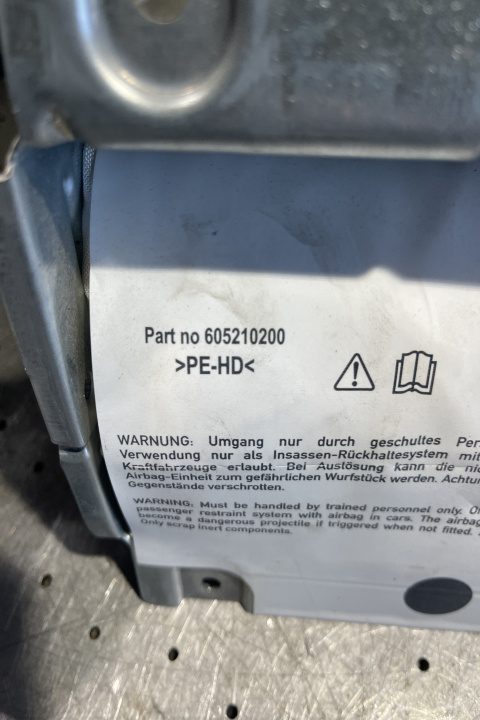 Part no 605210200
>PE-HD<
WARNUNG: Umgang nur durch geschultes Per
Verwendung nur als Insassen-Rückhaltesystem mit
Kraftfahrzeuge erlaubt. Bei Auslösung kann die nic
Airbag-Einheit zum gefährlichen Wurfstück werden. Achtu
Gegenstände verschrotten.
WARNING: Must be handled by trained personnel only. O
passenger restraint system with airbag in cars. The airbag
become a dangerous projectile if triggered when not fitted.
Only scrap inert components.